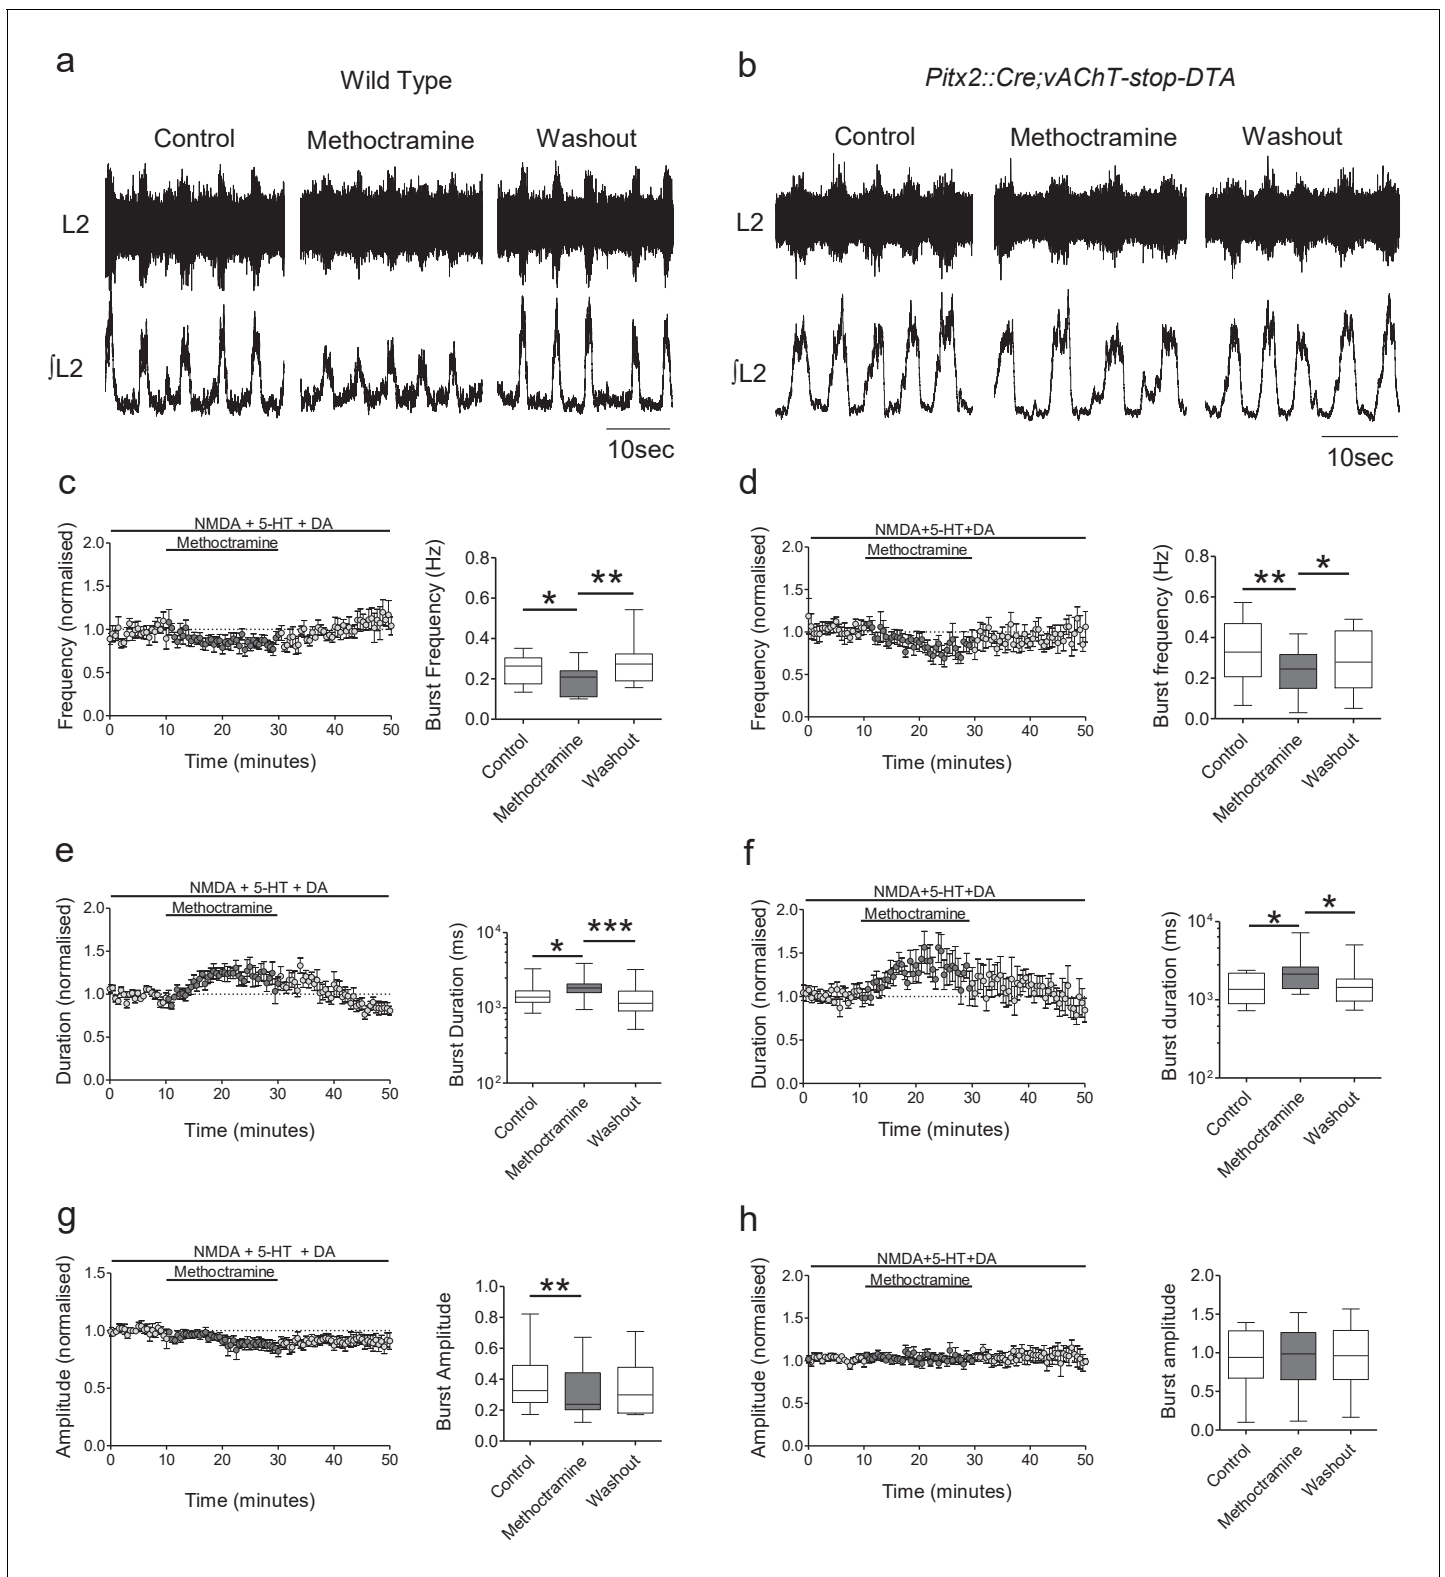 a
Wild Type
Control Methoctramine Washout
L2
∫L2
10sec
b
Pitx2::Cre;vAChT-stop-DTA
Control Methoctramine Washout
L2
∫L2
10sec
c
NMDA + 5-HT + DA
Methoctramine
Frequency (normalised)
2.0
1.5
1.0
0.5
0.0
0 10 20 30 40 50
Time (minutes)
Burst Frequency (Hz)
0.8
0.6
0.4
0.2
0.0
* **
Control Methoctramine Washout
d
NMDA+5-HT+DA
Methoctramine
Frequency (normalised)
2.0
1.5
1.0
0.5
0.0
0 10 20 30 40 50
Time (minutes)
Burst frequency (Hz)
0.8
0.6
0.4
0.2
0.0
** *
Control Methoctramine Washout
e
NMDA + 5-HT + DA
Methoctramine
Duration (normalised)
2.0
1.5
1.0
0.5
0.0
0 10 20 30 40 50
Time (minutes)
Burst Duration (ms)
10⁴
10³
10²
* ***
Control Methoctramine Washout
f
NMDA+5-HT+DA
Methoctramine
Duration (normalised)
2.0
1.5
1.0
0.5
0.0
0 10 20 30 40 50
Time (minutes)
Burst duration (ms)
10⁴
10³
10²
* *
Control Methoctramine Washout
g
NMDA + 5-HT + DA
Methoctramine
Amplitude (normalised)
1.5
1.0
0.5
0.0
0 10 20 30 40 50
Time (minutes)
Burst Amplitude
1.0
0.8
0.6
0.4
0.2
0.0
**
Control Methoctramine Washout
h
NMDA+5-HT+DA
Methoctramine
Amplitude (normalised)
2.0
1.5
1.0
0.5
0.0
0 10 20 30 40 50
Time (minutes)
Burst amplitude
2.0
1.5
1.0
0.5
0.0
Control Methoctramine Washout